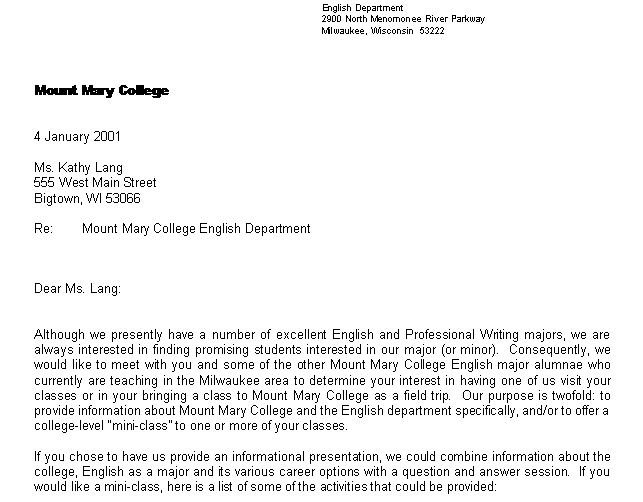 English Department
2900 North Menomonee River Parkway
Milwaukee, Wisconsin 53222
Mount Mary College
4 January 2001
Ms. Kathy Lang
555 West Main Street
Bigtown, WI 53066
Re: Mount Mary College English Department
Dear Ms. Lang:
Although we presently have a number of excellent English and Professional Writing majors, we are
always interested in finding promising students interested in our major (or minor). Consequently, we
would like to meet with you and some of the other Mount Mary College English major alumnae who
currently are teaching in the Milwaukee area to determine your interest in having one of us visit your
classes or in your bringing a class to Mount Mary College as a field trip. Our purpose is twofold: to
provide information about Mount Mary College and the English department specifically, and/or to offer a
college-level "mini-class" to one or more of your classes.
If you chose to have us provide an informational presentation, we could combine information about the
college, English as a major and its various career options with a question and answer session. If you
would like a mini-class, here is a list of some of the activities that could be provided: